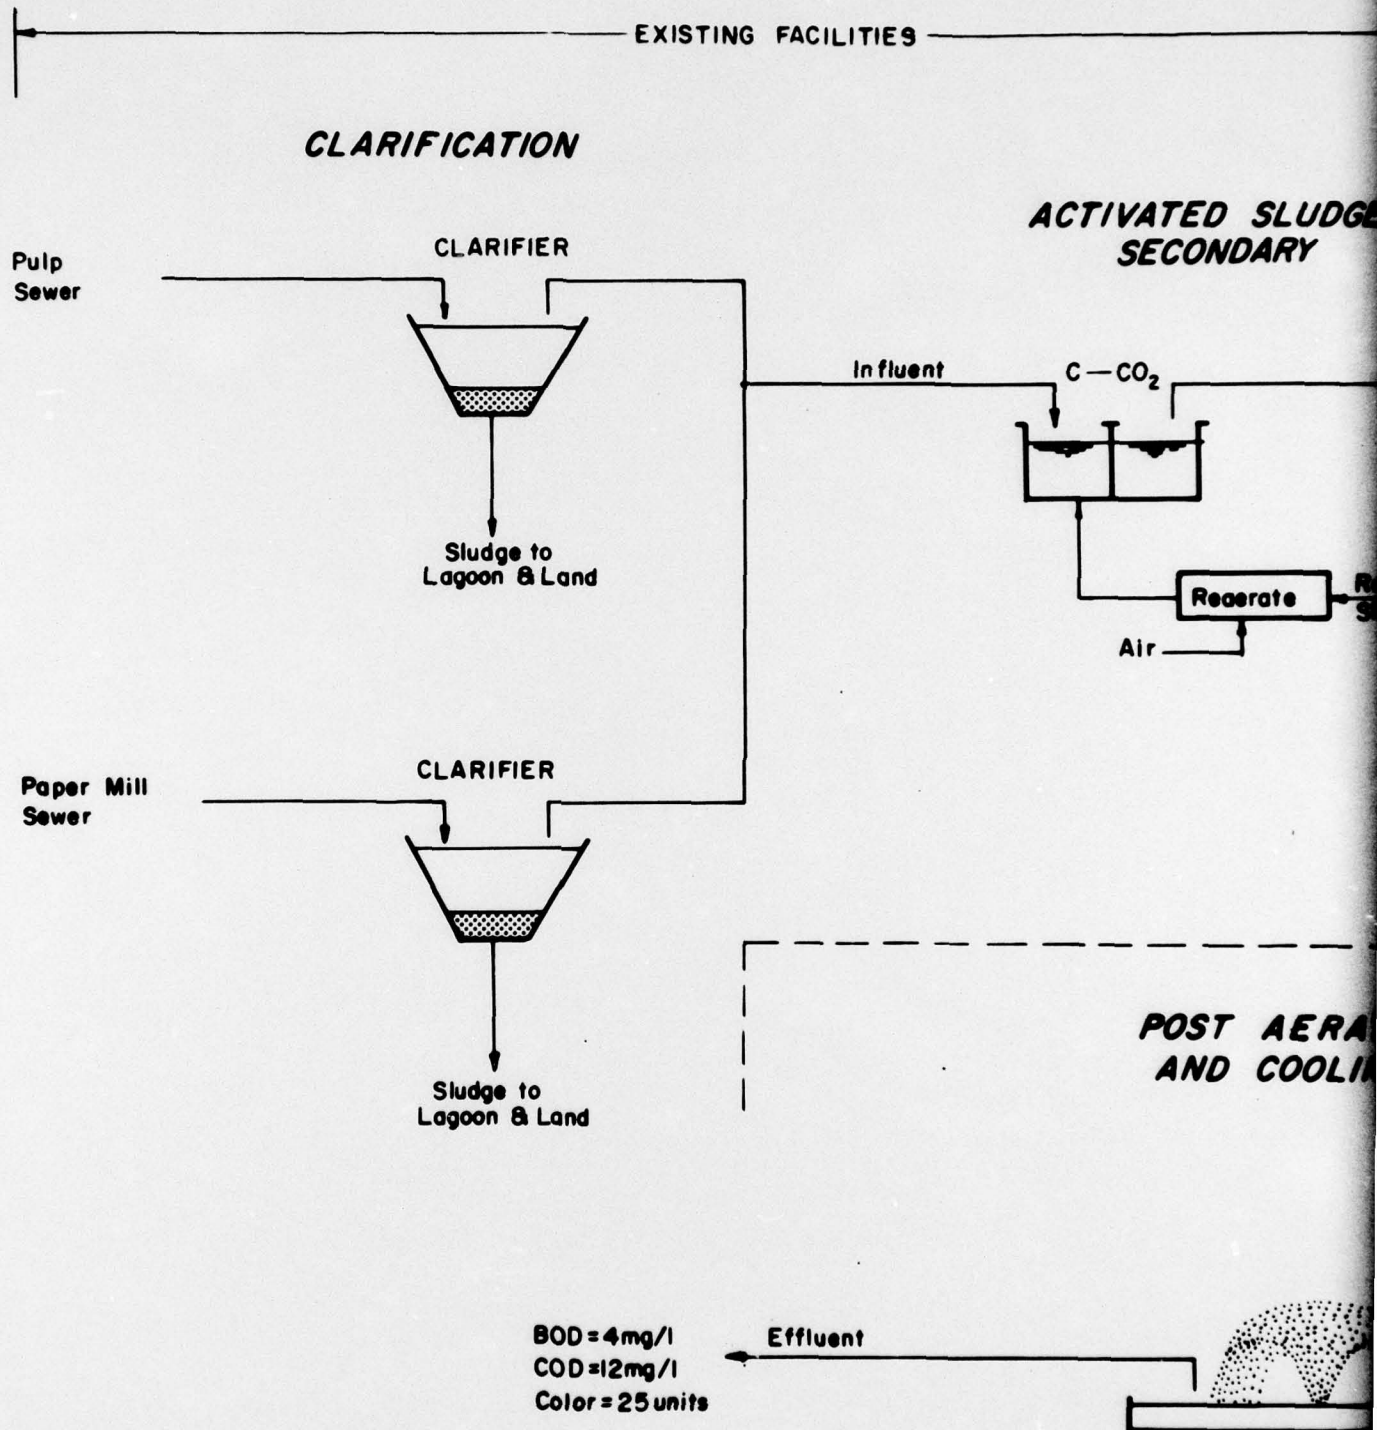 EXISTING FACILITIES
CLARIFICATION
ACTIVATED SLUDGE
SECONDARY
CLARIFIER
Pulp
Sewer
Influent
C — CO₂
Sludge to
Lagoon & Land
Reaerate
Air
CLARIFIER
Paper Mill
Sewer
POST AERA
AND COOLI
Sludge to
Lagoon & Land
BOD = 4mg/l
COD = 12mg/l
Color = 25 units
Effluent